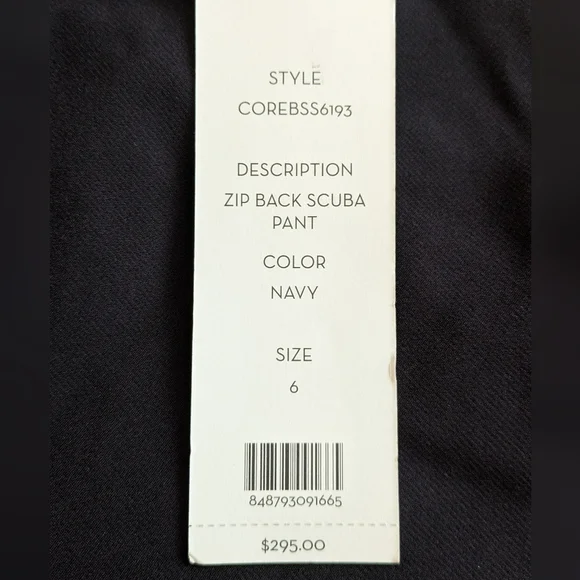 STYLE
COREBSS6193
DESCRIPTION
ZIP BACK SCUBA
PANT
COLOR
NAVY
SIZE
6
848793091665
$295.00